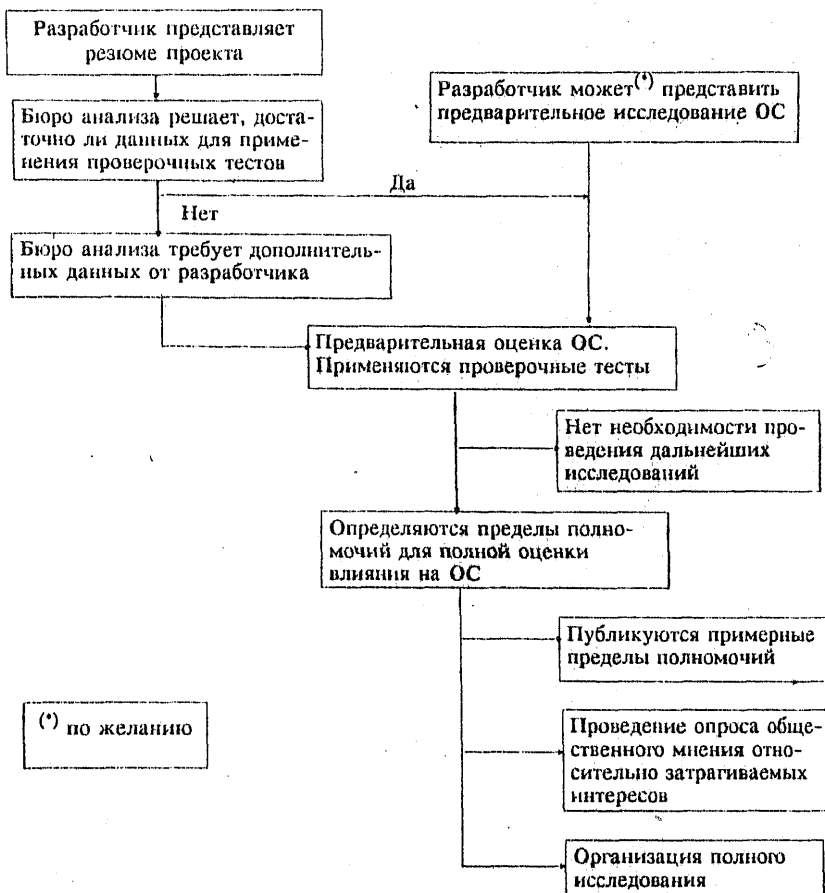 Разработчик представляет
резюме проекта
Разработчик может(*) представить
предварительное исследование ОС
Бюро анализа решает, доста-
точно ли данных для приме-
нения проверочных тестов
Да
Нет
Бюро анализа требует дополнитель-
ных данных от разработчика
Предварительная оценка ОС.
Применяются проверочные тесты
Нет необходимости про-
ведения дальнейших
исследований
Определяются пределы полно-
мочий для полной оценки
влияния на ОС
Публикуются примерные
пределы полномочий
(*) по желанию
Проведение опроса обще-
ственного мнения отно-
сительно затрагиваемых
интересов
Организация полного
исследования